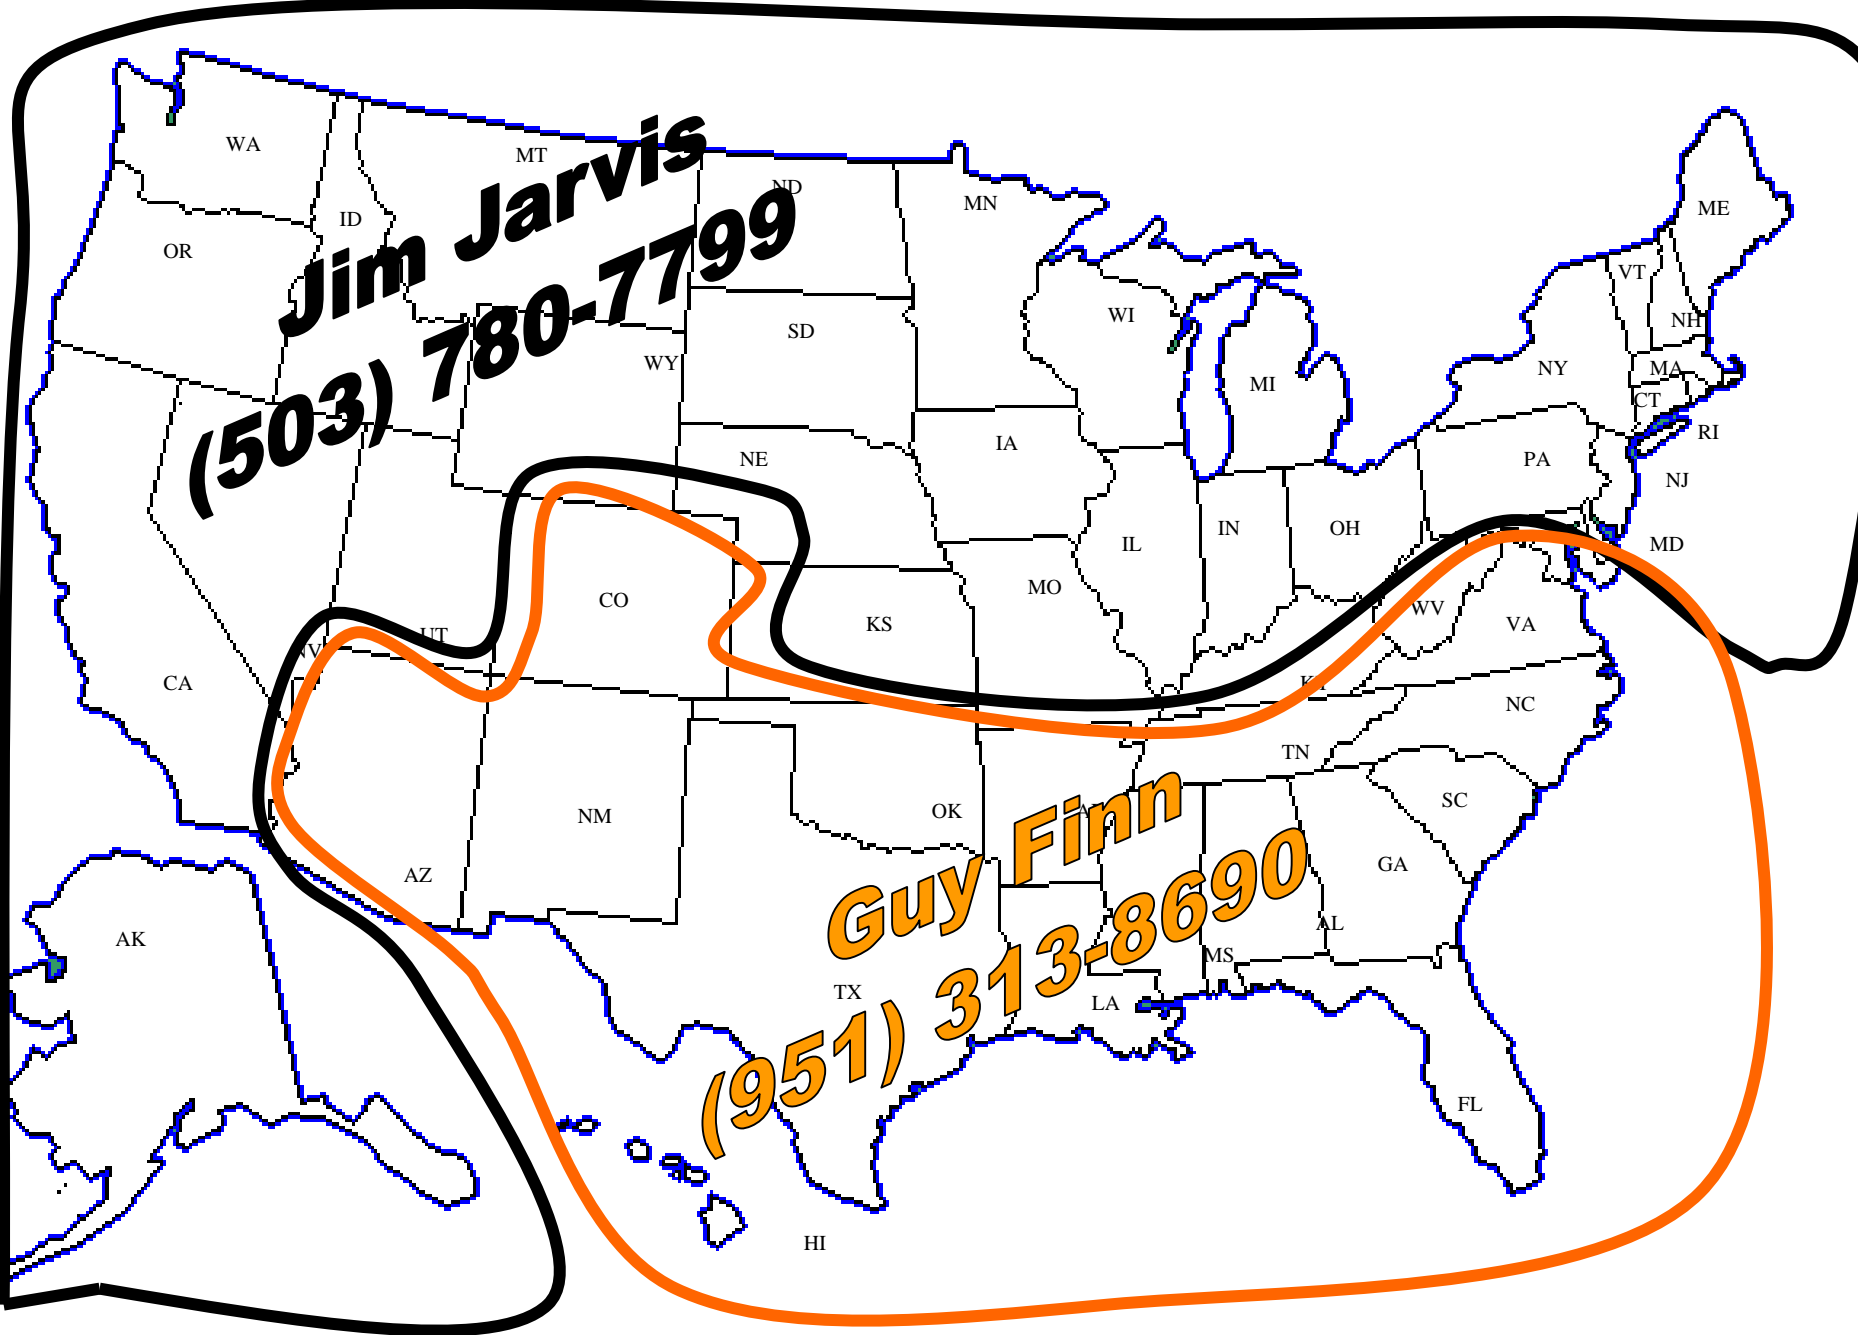 WA
MT
ND
MN
ME
ID
OR
VT
Jim Jarvis
(503) 780-7799
WI
NH
SD
WY
NY
MA
MI
CT
RI
IA
NE
PA
NJ
IN
OH
IL
MD
MO
CO
WV
KS
VA
UT
NV
CA
KY
NC
TN
OK
NM
SC
GA
AZ
Guy Finn
(951) 313-8690
AL
AK
MS
TX
LA
FL
HI